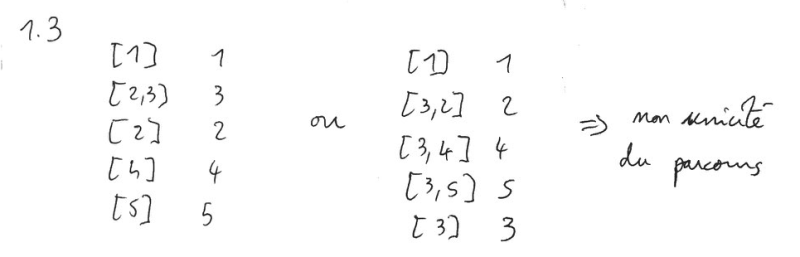 1.3
[1] 1 [1] 1
[2,3] 3 [3,2] 2
[2] 2 ou [3,4] 4 => non unicité
[4] 4 [3,5] 5 du parcours
[5] 5 [3] 3